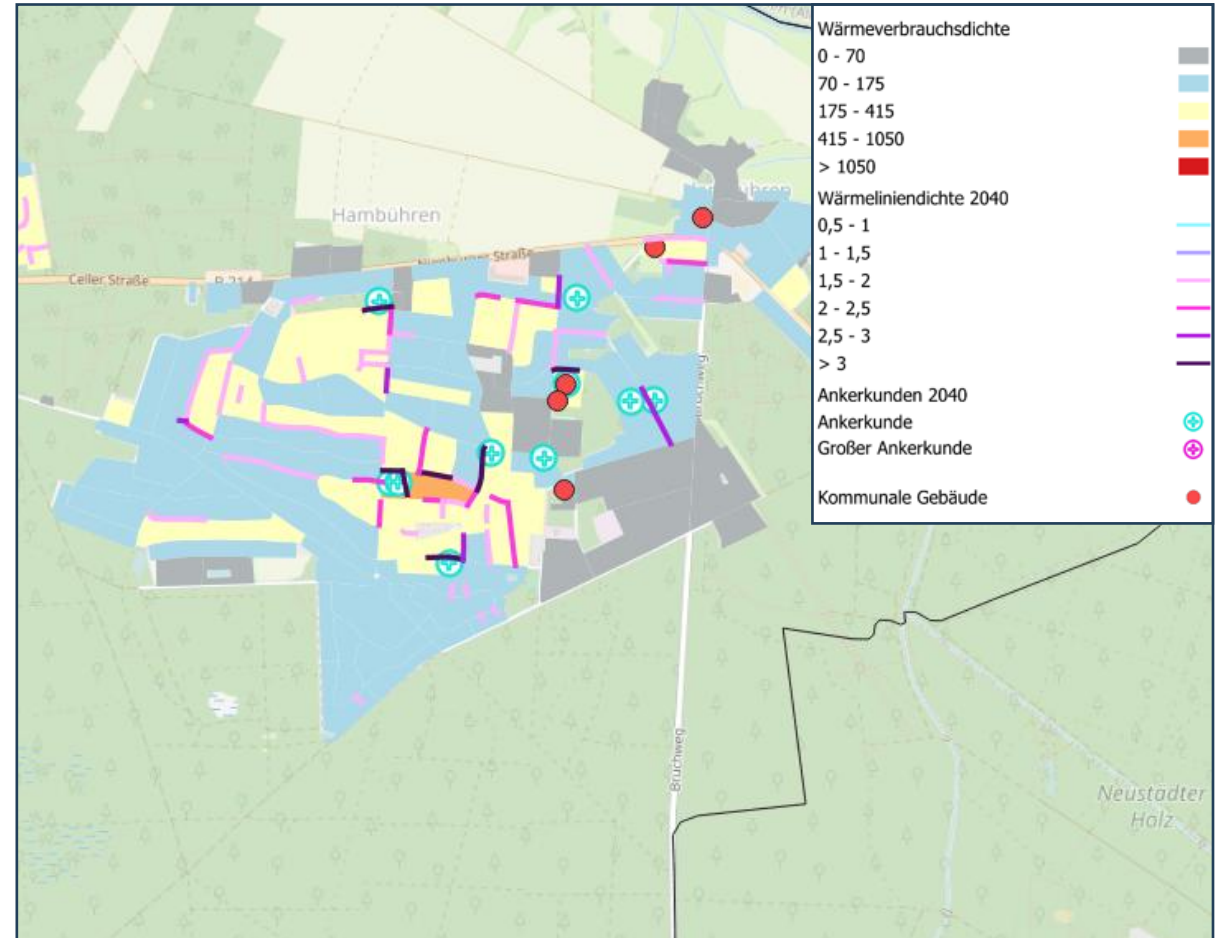 Wärmeverbrauchsdichte
0 - 70
70 - 175
175 - 415
415 - 1050
> 1050
Wärmeliniendichte 2040
0,5 - 1
1 - 1,5
1,5 - 2
2 - 2,5
2,5 - 3
> 3
Ankerkunden 2040
Ankerkunde
Großer Ankerkunde
Kommunale Gebäude
Hambühren
Celler Straße
B 214
Straße
Bruchweg
Neustädter
Holz